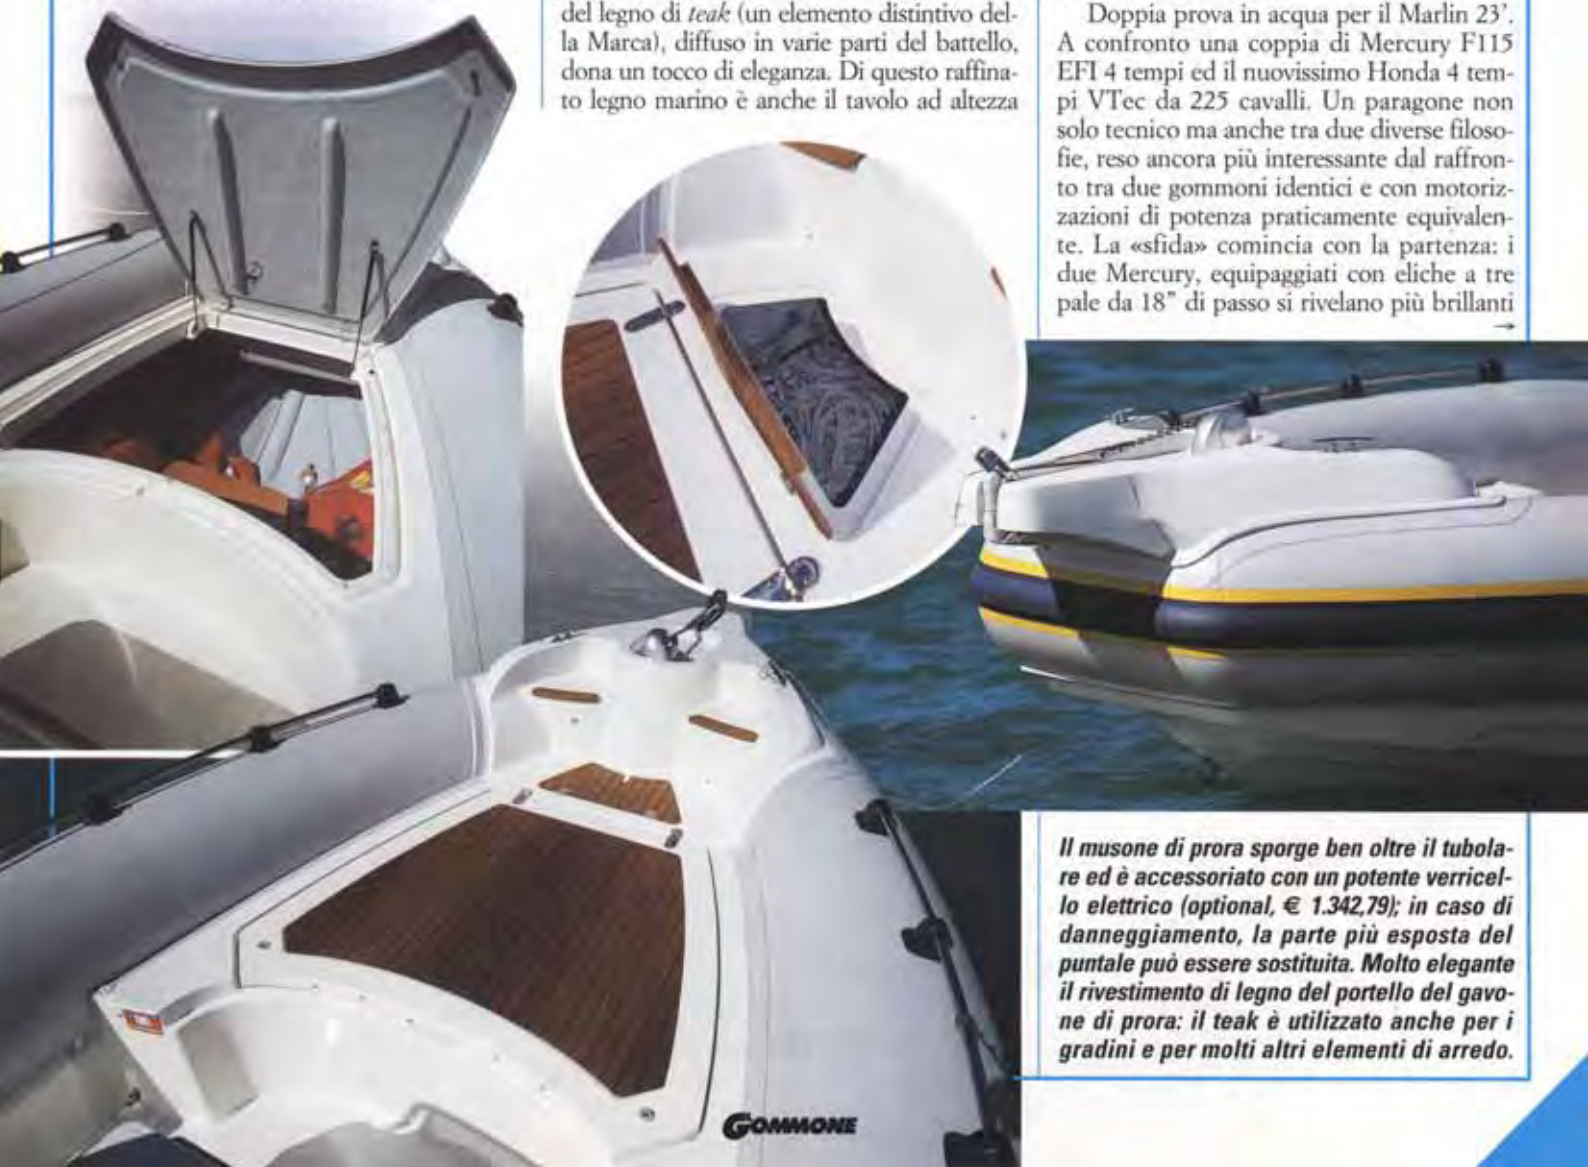 del legno di teak (un elemento distintivo del-
la Marca), diffuso in varie parti del battello,
dona un tocco di eleganza. Di questo raffina-
to legno marino è anche il tavolo ad altezza
Doppia prova in acqua per il Marlin 23'.
A confronto una coppia di Mercury F115
EFI 4 tempi ed il nuovissimo Honda 4 tem-
pi VTec da 225 cavalli. Un paragone non
solo tecnico ma anche tra due diverse filoso-
fie, reso ancora più interessante dal raffron-
to tra due gommoni identici e con motoriz-
zazioni di potenza praticamente equivalen-
te. La «sfida» comincia con la partenza: i
due Mercury, equipaggiati con eliche a tre
pale da 18" di passo si rivelano più brillanti
→
Il musone di prora sporge ben oltre il tubola-
re ed è accessoriato con un potente verricel-
lo elettrico (optional, € 1.342,79); in caso di
danneggiamento, la parte più esposta del
puntale può essere sostituita. Molto elegante
il rivestimento di legno del portello del gavo-
ne di prora: il teak è utilizzato anche per i
gradini e per molti altri elementi di arredo.
GOMMONE